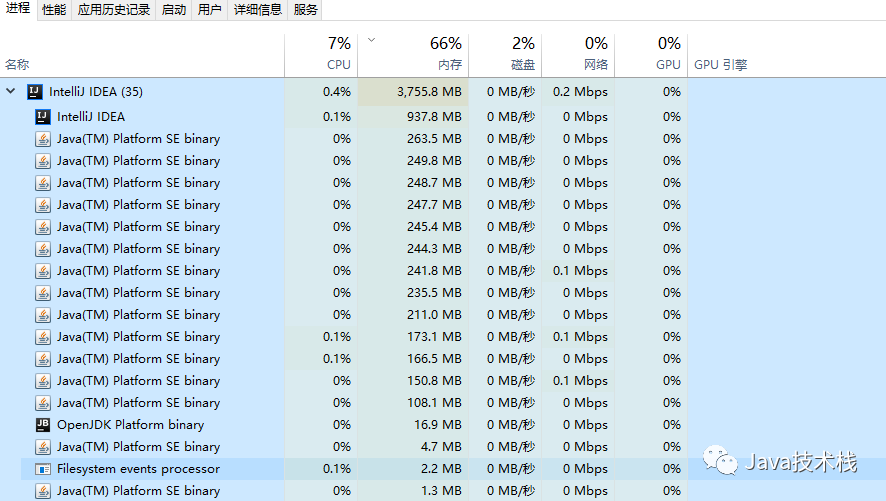 进程 性能 应用历史记录 启动 用户 详细信息 服务
7% 66% 2% 0% 0%
名称 CPU 内存 磁盘 网络 GPU GPU 引擎
IntelliJ IDEA (35) 0.4% 3,755.8 MB 0 MB/秒 0.2 Mbps 0%
IntelliJ IDEA 0.1% 937.8 MB 0 MB/秒 0 Mbps 0%
Java(TM) Platform SE binary 0% 263.5 MB 0 MB/秒 0 Mbps 0%
Java(TM) Platform SE binary 0% 249.8 MB 0 MB/秒 0 Mbps 0%
Java(TM) Platform SE binary 0% 248.7 MB 0 MB/秒 0 Mbps 0%
Java(TM) Platform SE binary 0% 247.7 MB 0 MB/秒 0 Mbps 0%
Java(TM) Platform SE binary 0% 245.4 MB 0 MB/秒 0 Mbps 0%
Java(TM) Platform SE binary 0% 244.3 MB 0 MB/秒 0 Mbps 0%
Java(TM) Platform SE binary 0% 241.8 MB 0 MB/秒 0.1 Mbps 0%
Java(TM) Platform SE binary 0% 235.5 MB 0 MB/秒 0 Mbps 0%
Java(TM) Platform SE binary 0% 211.0 MB 0 MB/秒 0 Mbps 0%
Java(TM) Platform SE binary 0.1% 173.1 MB 0 MB/秒 0.1 Mbps 0%
Java(TM) Platform SE binary 0.1% 166.5 MB 0 MB/秒 0 Mbps 0%
Java(TM) Platform SE binary 0% 150.8 MB 0 MB/秒 0.1 Mbps 0%
Java(TM) Platform SE binary 0% 108.1 MB 0 MB/秒 0 Mbps 0%
OpenJDK Platform binary 0% 16.9 MB 0 MB/秒 0 Mbps 0%
Java(TM) Platform SE binary 0% 4.7 MB 0 MB/秒 0 Mbps 0%
Filesystem events processor 0.1% 2.2 MB 0 MB/秒 0 Mbps 0%
Java(TM) Platform SE binary 0% 1.3 MB 0 MB/秒 0 Mbps 0%
Java技术栈